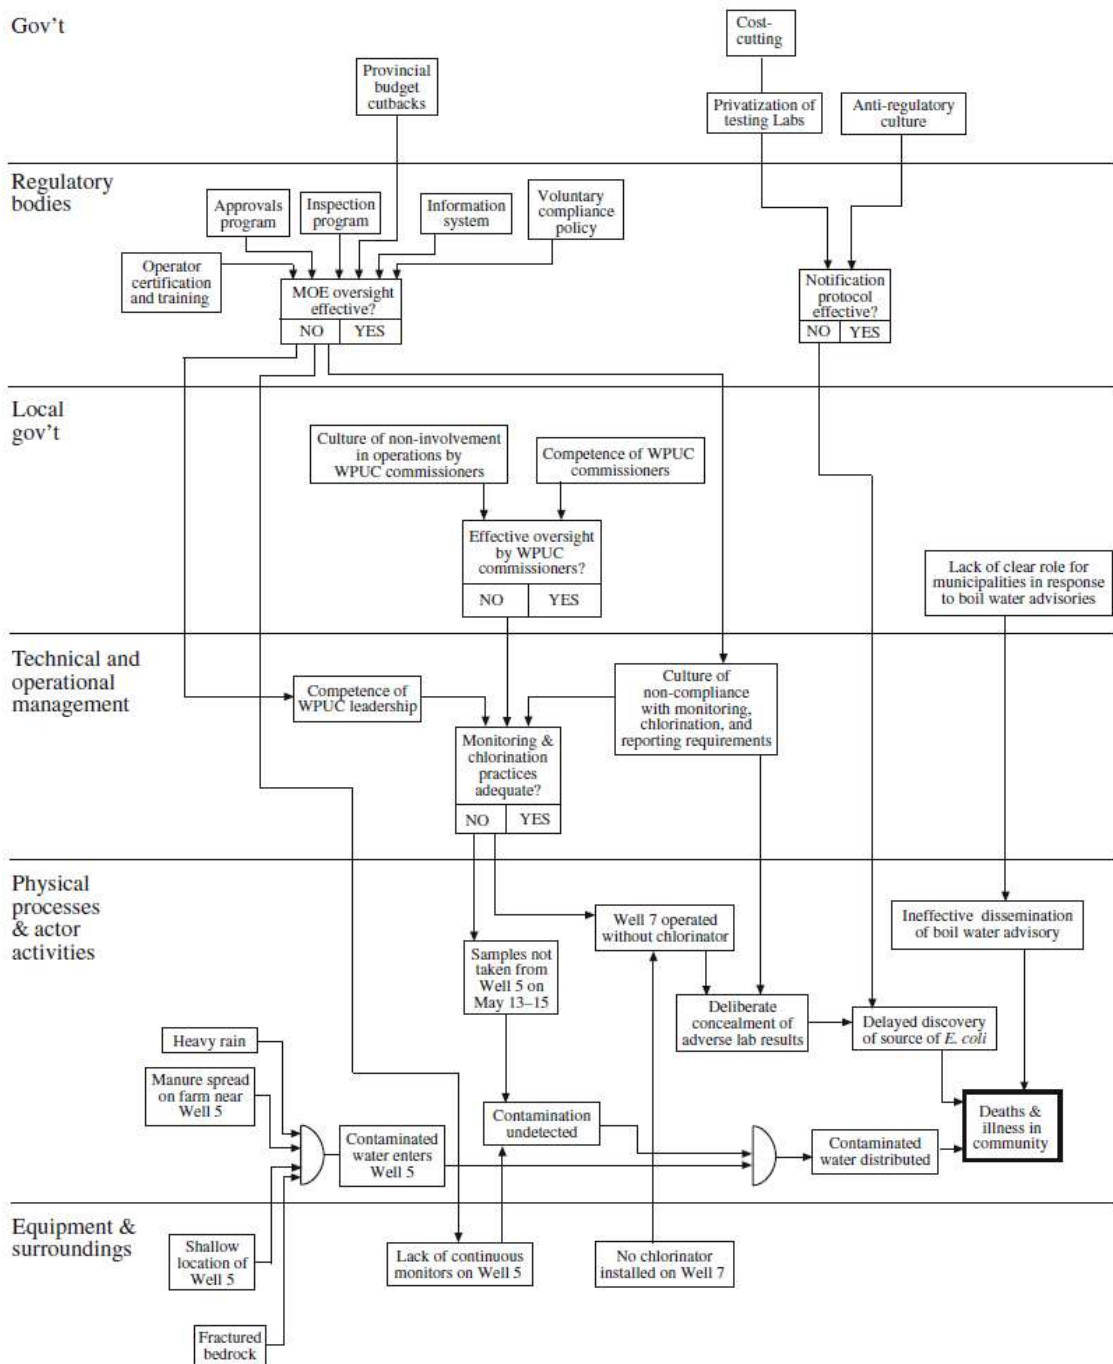 Gov't
Cost-
cutting
Provincial
budget
cutbacks
Privatization of
testing Labs
Anti-regulatory
culture
Regulatory
bodies
Approvals
program
Inspection
program
Information
system
Voluntary
compliance
policy
Operator
certification
and training
MOE oversight
effective?
NO YES
Notification
protocol
effective?
NO YES
Local
gov't
Culture of non-involvement
in operations by
WPUC commissioners
Competence of WPUC
commissioners
Effective oversight
by WPUC
commissioners?
NO YES
Lack of clear role for
municipalities in response
to boil water advisories
Technical and
operational
management
Competence of
WPUC leadership
Culture of
non-compliance
with monitoring,
chlorination, and
reporting requirements
Monitoring &
chlorination
practices
adequate?
NO YES
Physical
processes
& actor
activities
Well 7 operated
without chlorinator
Ineffective dissemination
of boil water advisory
Samples not
taken from
Well 5 on
May 13–15
Deliberate
concealment of
adverse lab results
Delayed discovery
of source of E. coli
Heavy rain
Manure spread
on farm near
Well 5
Contaminated
water enters
Well 5
Contamination
undetected
Contaminated
water distributed
Deaths &
illness in
community
Equipment &
surroundings
Shallow
location of
Well 5
Lack of continuous
monitors on Well 5
No chlorinator
installed on Well 7
Fractured
bedrock